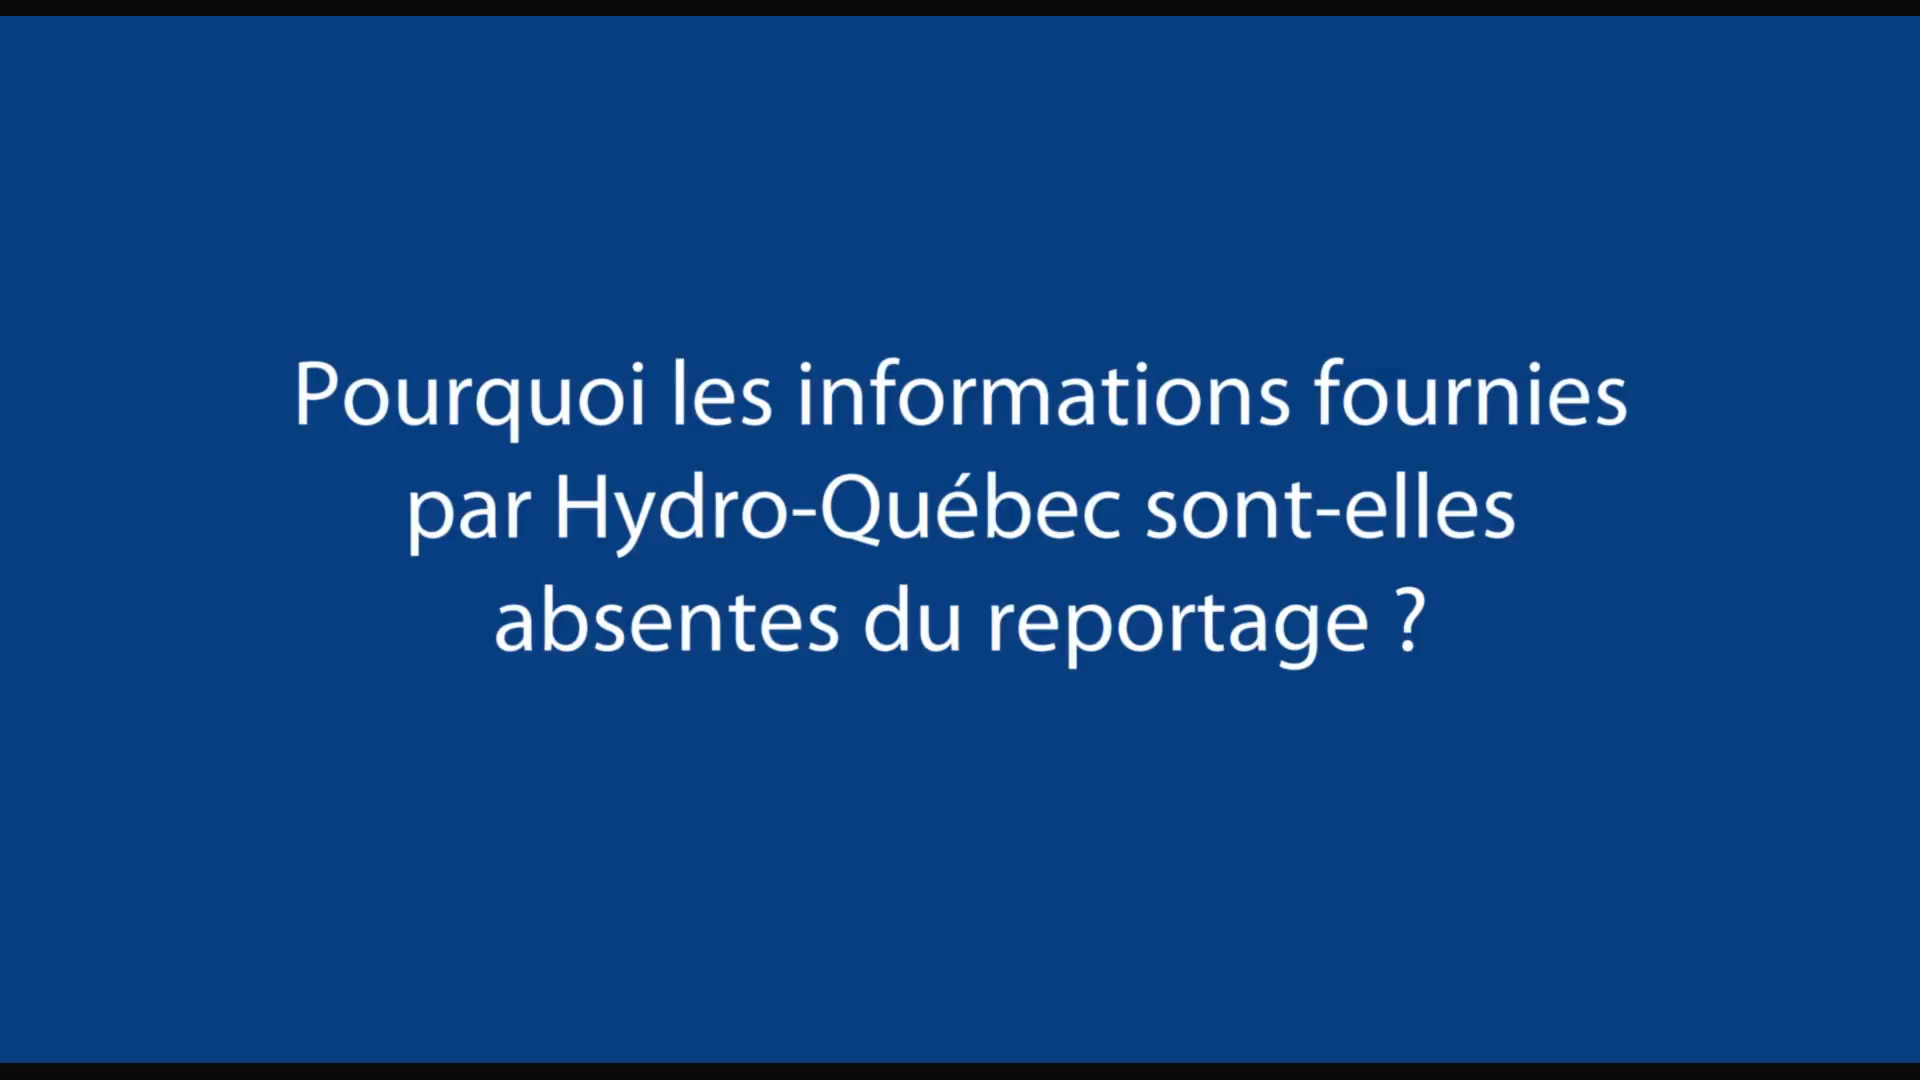 Pourquoi les informations fournies
par Hydro-Québec sont-elles
absentes du reportage ?